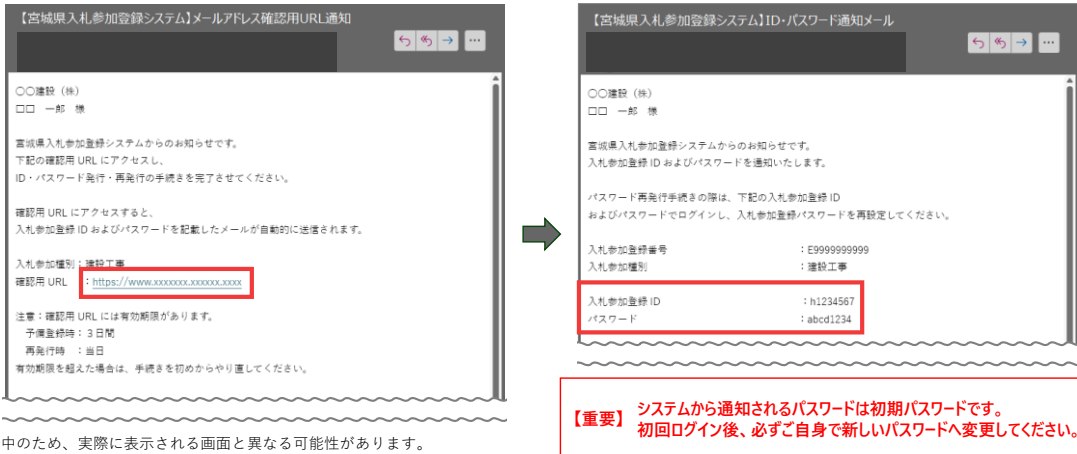 【宮城県入札参加登録システム】メールアドレス確認用URL通知
〇〇建設（株）
□□　一郎　様
宮城県入札参加登録システムからのお知らせです。
下記の確認用 URL にアクセスし、
ID・パスワード発行・再発行の手続きを完了させてください。
確認用 URL にアクセスすると、
入札参加登録 ID およびパスワードを記載したメールが自動的に送信されます。
入札参加種別：建設工事
確認用 URL　：https://www.xxxxxxx.xxxxxx.xxxx
注意：確認用 URL には有効期限があります。
予備登録時：３日間
再発行時　：当日
有効期限を超えた場合は、手続きを初めからやり直してください。
中のため、実際に表示される画面と異なる可能性があります。
【宮城県入札参加登録システム】ID・パスワード通知メール
〇〇建設（株）
□□　一郎　様
宮城県入札参加登録システムからのお知らせです。
入札参加登録 ID およびパスワードを通知いたします。
パスワード再発行手続きの際は、下記の入札参加登録 ID
およびパスワードでログインし、入札参加登録パスワードを再設定してください。
入札参加登録番号　：E9999999999
入札参加種別　：建設工事
入札参加登録 ID　：h1234567
パスワード　：abcd1234
【重要】 システムから通知されるパスワードは初期パスワードです。
初回ログイン後、必ずご自身で新しいパスワードへ変更してください。